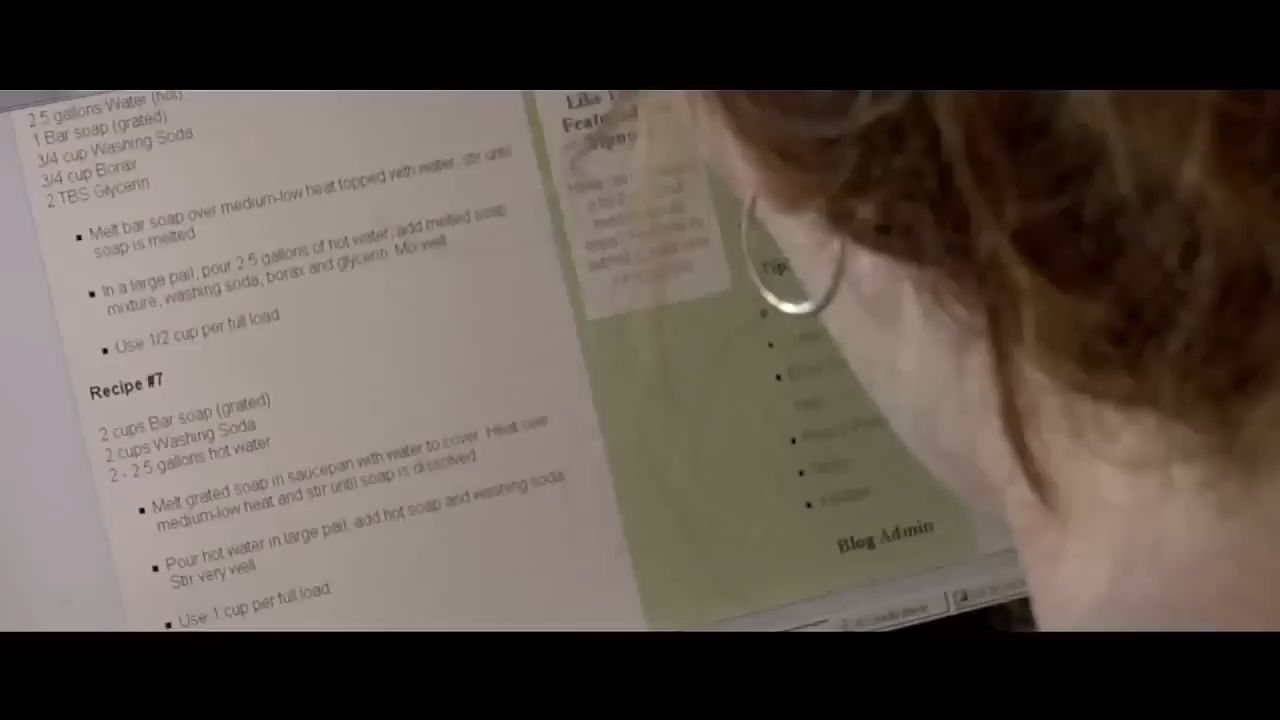 2.5 gallons Water (hot)
1 Bar soap (grated)
3/4 cup Washing Soda
3/4 cup Borax
2 TBS Glycerin
Melt bar soap over medium-low heat topped with water, stir until
soap is melted.
In a large pail, pour 2.5 gallons of hot water, add melted soap
mixture, washing soda, borax and glycerin. Mix well.
Use 1/2 cup per full load.
Recipe #7
2 cups Bar soap (grated)
2 cups Washing Soda
2 - 2.5 gallons hot water
Melt grated soap in saucepan with water to cover. Heat over
medium-low heat and stir until soap is dissolved.
Pour hot water in large pail, add hot soap and washing soda.
Stir very well.
Use 1 cup per full load.
Like
Blog Admin